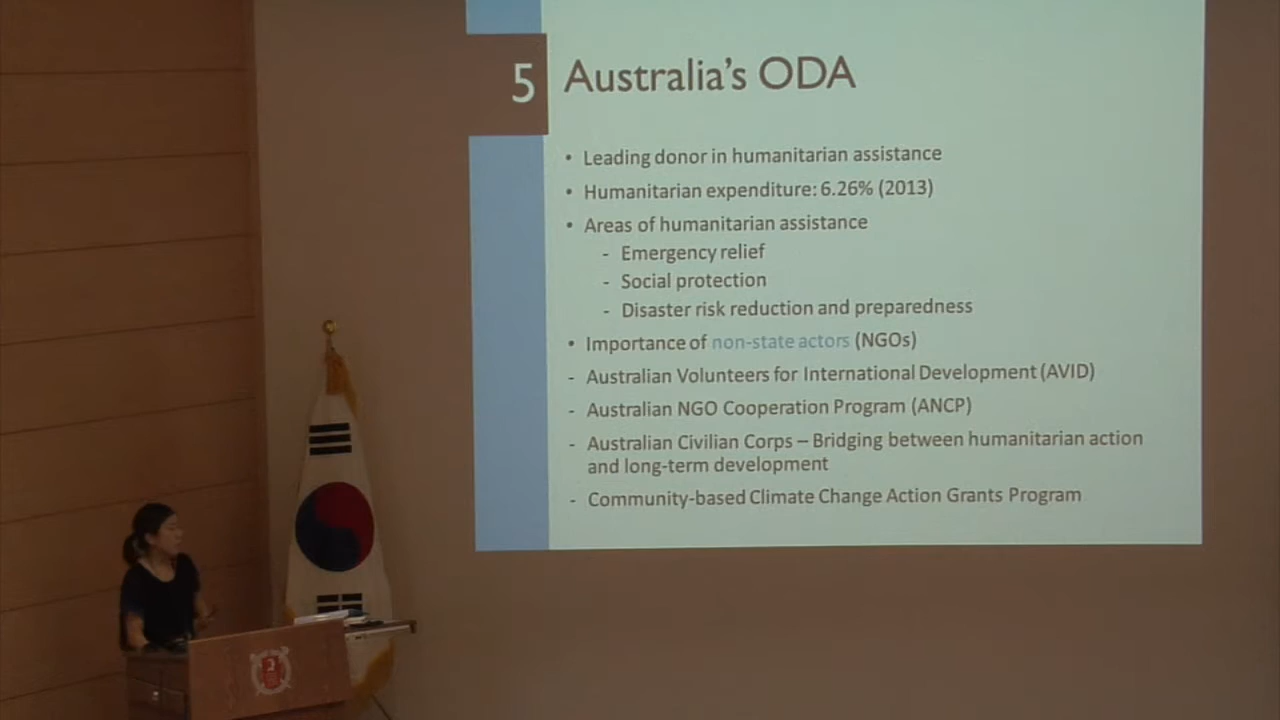 5 Australia's ODA
• Leading donor in humanitarian assistance
• Humanitarian expenditure: 6.26% (2013)
• Areas of humanitarian assistance
- Emergency relief
- Social protection
- Disaster risk reduction and preparedness
• Importance of non-state actors (NGOs)
- Australian Volunteers for International Development (AVID)
- Australian NGO Cooperation Program (ANCP)
- Australian Civilian Corps – Bridging between humanitarian action
and long-term development
- Community-based Climate Change Action Grants Program